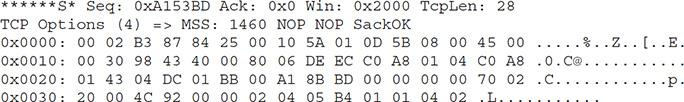 ******S* Seq: 0xA153BD Ack: 0x0 Win: 0x2000 TcpLen: 28
TCP Options (4) => MSS: 1460 NOP NOP SackOK
0x0000: 00 02 B3 87 84 25 00 10 5A 01 0D 5B 08 00 45 00 .....%..Z..[..E.
0x0010: 00 30 98 43 40 00 80 06 DE EC C0 A8 01 04 C0 A8 .0.C@...........
0x0020: 01 43 04 DC 01 BB 00 A1 8B BD 00 00 00 00 70 02 .C............p.
0x0030: 20 00 4C 92 00 00 02 04 05 B4 01 01 04 02 .L...........